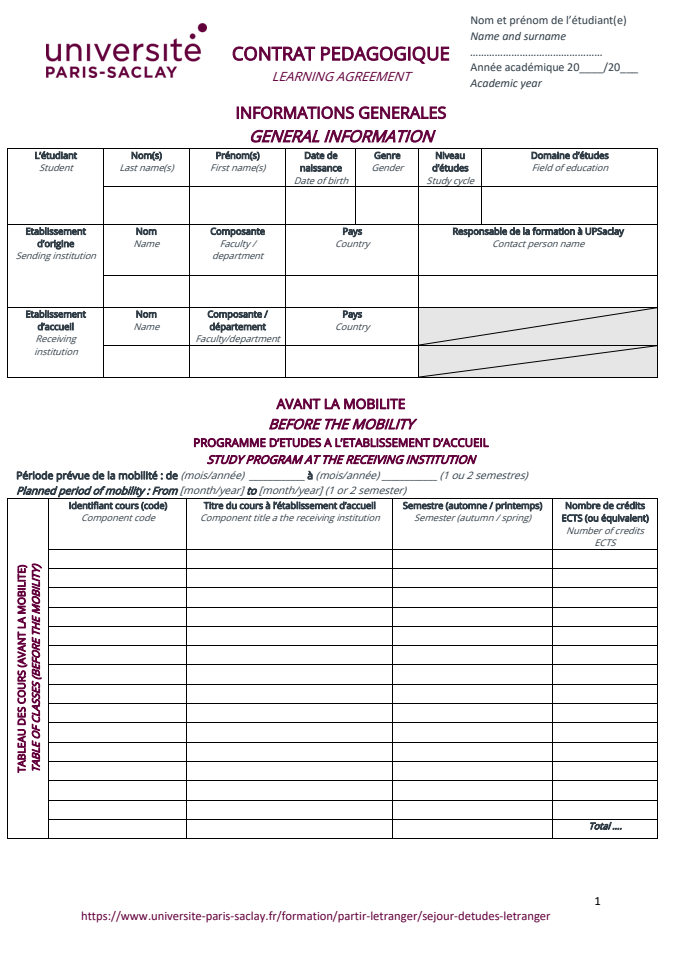 université
PARIS-SACLAY
CONTRAT PEDAGOGIQUE
LEARNING AGREEMENT
Nom et prénom de l'étudiant(e)
Name and surname
................................................
Année académique 20____/20___
Academic year
INFORMATIONS GENERALES
GENERAL INFORMATION
L'étudiant
Student
Nom(s)
Last name(s)
Prénom(s)
First name(s)
Date de
naissance
Date of birth
Genre
Gender
Niveau
d'études
Study cycle
Domaine d'études
Field of education
Etablissement
d'origine
Sending institution
Nom
Name
Composante
Faculty /
department
Pays
Country
Responsable de la formation à UPSaclay
Contact person name
Etablissement
d'accueil
Receiving
institution
Nom
Name
Composante /
département
Faculty/department
Pays
Country
AVANT LA MOBILITE
BEFORE THE MOBILITY
PROGRAMME D'ETUDES A L'ETABLISSEMENT D'ACCUEIL
STUDY PROGRAM AT THE RECEIVING INSTITUTION
Période prévue de la mobilité : de (mois/année) __________ à (mois/année) __________ (1 ou 2 semestres)
Planned period of mobility : From [month/year] to [month/year] (1 or 2 semester)
TABLEAU DES COURS (AVANT LA MOBILITE)
TABLE OF CLASSES (BEFORE THE MOBILITY)
Identifiant cours (code)
Component code
Titre du cours à l'établissement d'accueil
Component title a the receiving institution
Semestre (automne / printemps)
Semester (autumn / spring)
Nombre de crédits
ECTS (ou équivalent)
Number of credits
ECTS
Total ....
1
https://www.universite-paris-saclay.fr/formation/partir-letranger/sejour-detudes-letranger